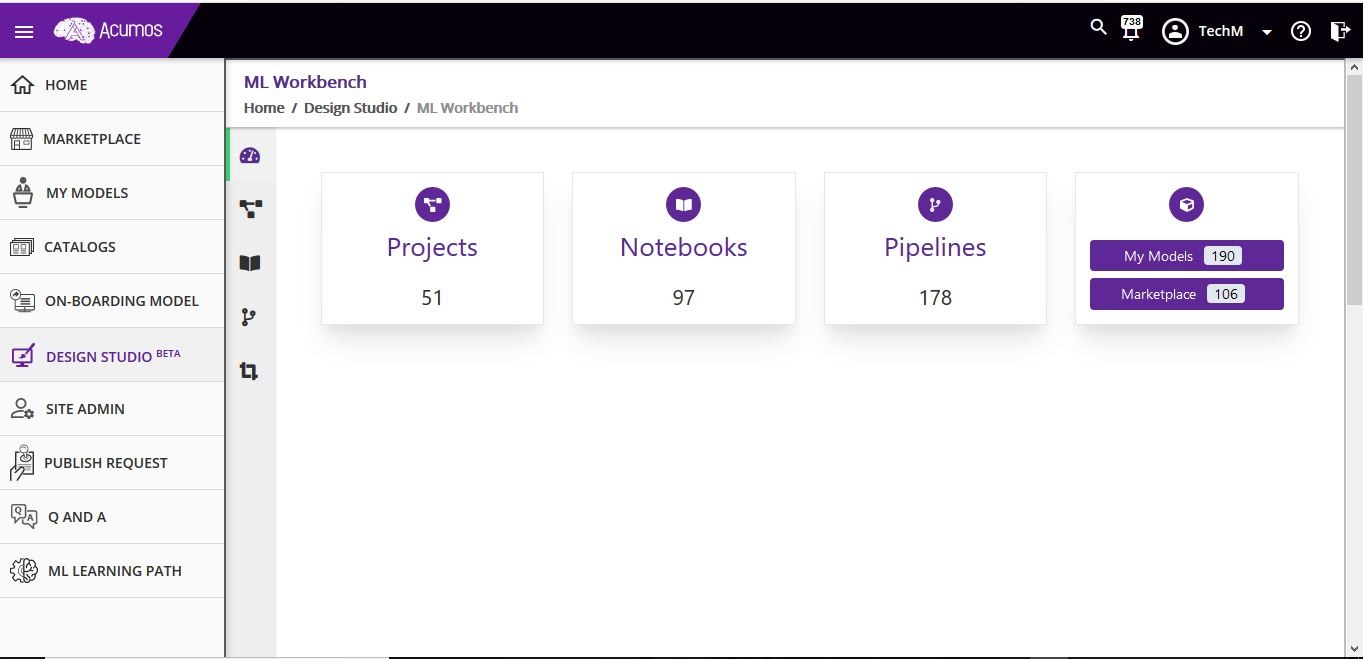 Acumos
738
TechM
HOME
MARKETPLACE
MY MODELS
CATALOGS
ON-BOARDING MODEL
DESIGN STUDIO BETA
SITE ADMIN
PUBLISH REQUEST
Q AND A
ML LEARNING PATH
ML Workbench
Home / Design Studio / ML Workbench
Projects
51
Notebooks
97
Pipelines
178
My Models 190
Marketplace 106